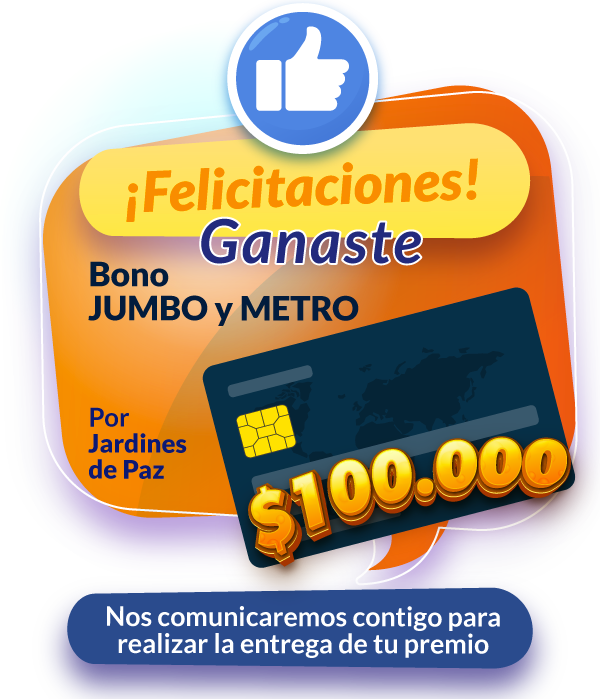 ¡Felicitaciones!
Ganaste
Bono
JUMBO y METRO
Por
Jardines
de Paz
$100.000
Nos comunicaremos contigo para
realizar la entrega de tu premio